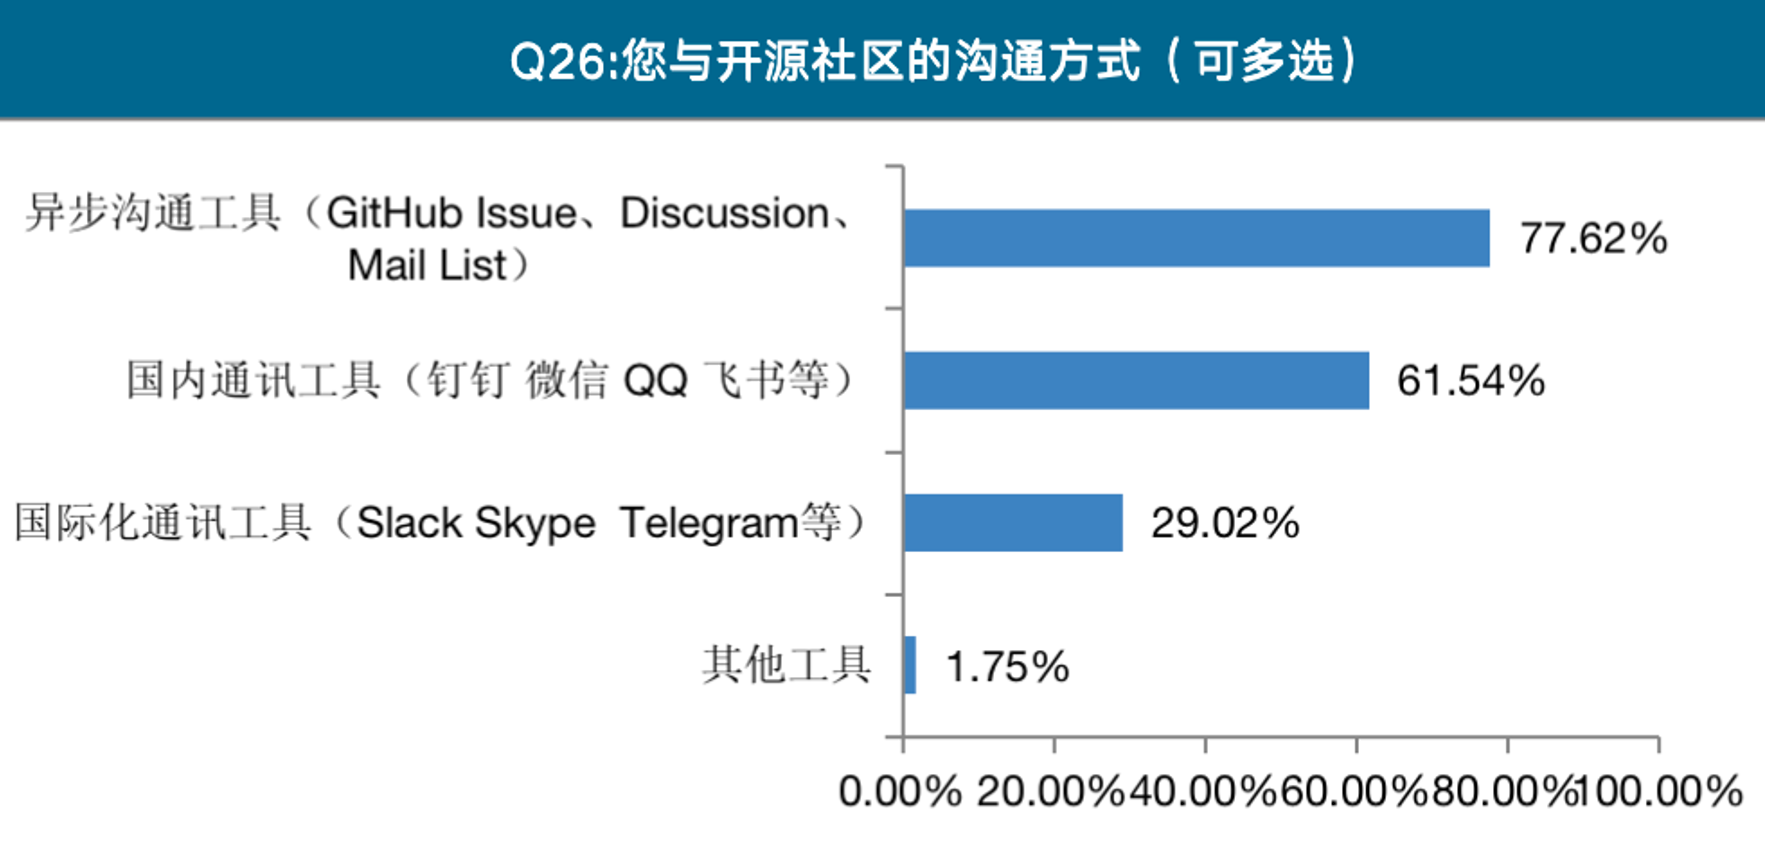 Q26:您与开源社区的沟通方式（可多选）
异步沟通工具（GitHub Issue、Discussion、
Mail List）
77.62%
国内通讯工具（钉钉 微信 QQ 飞书等）
61.54%
国际化通讯工具（Slack Skype  Telegram等）
29.02%
其他工具
1.75%
0.00% 20.00% 40.00% 60.00% 80.00% 100.00%